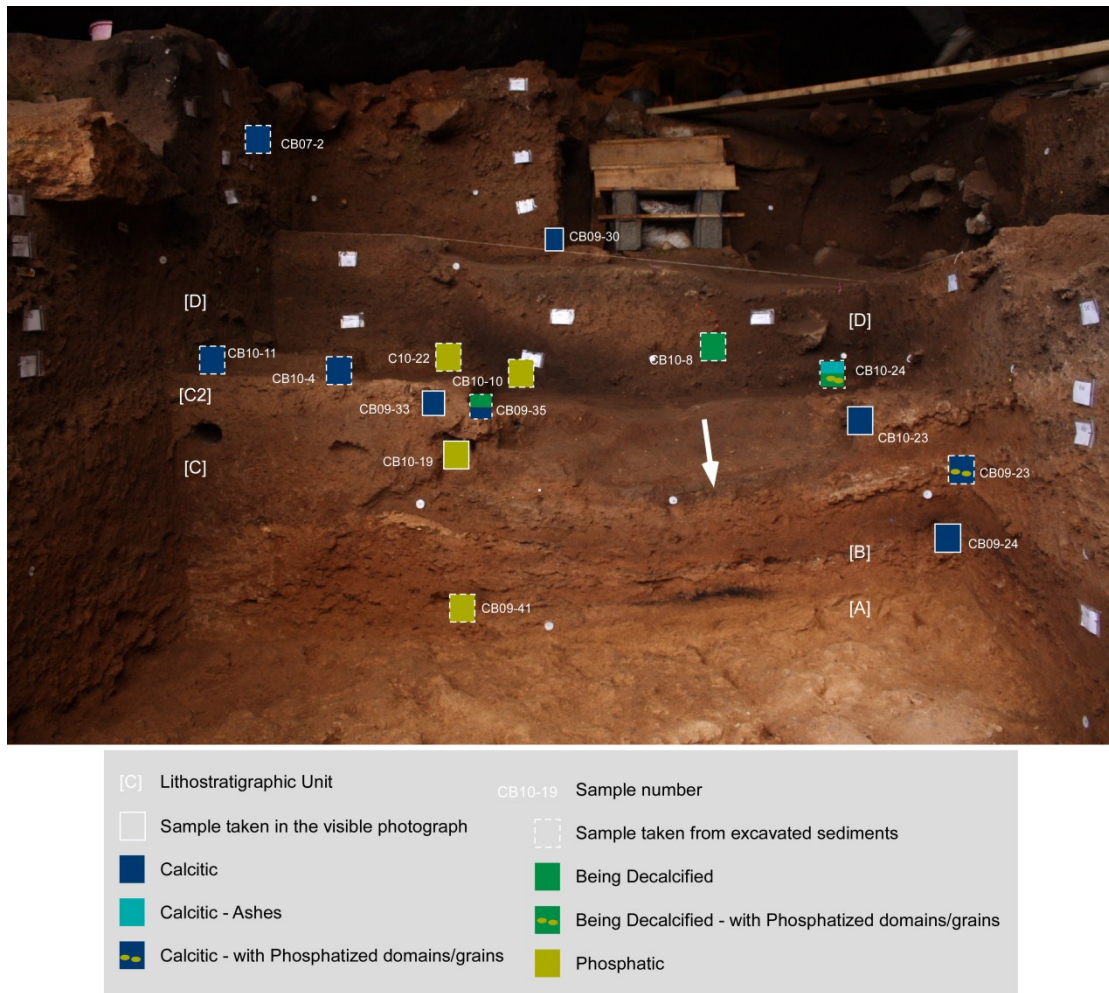 CB07-2
CB09-30
[D]
[D]
CB10-11
CB10-4
C10-22
CB10-10
CB10-8
CB10-24
[C2]
CB09-33
CB09-35
CB10-23
[C]
CB10-19
CB09-23
CB09-24
[B]
CB09-41
[A]
[C] Lithostratigraphic Unit
CB10-19 Sample number
Sample taken in the visible photograph
Sample taken from excavated sediments
Calcitic
Being Decalcified
Calcitic - Ashes
Being Decalcified - with Phosphatized domains/grains
Calcitic - with Phosphatized domains/grains
Phosphatic